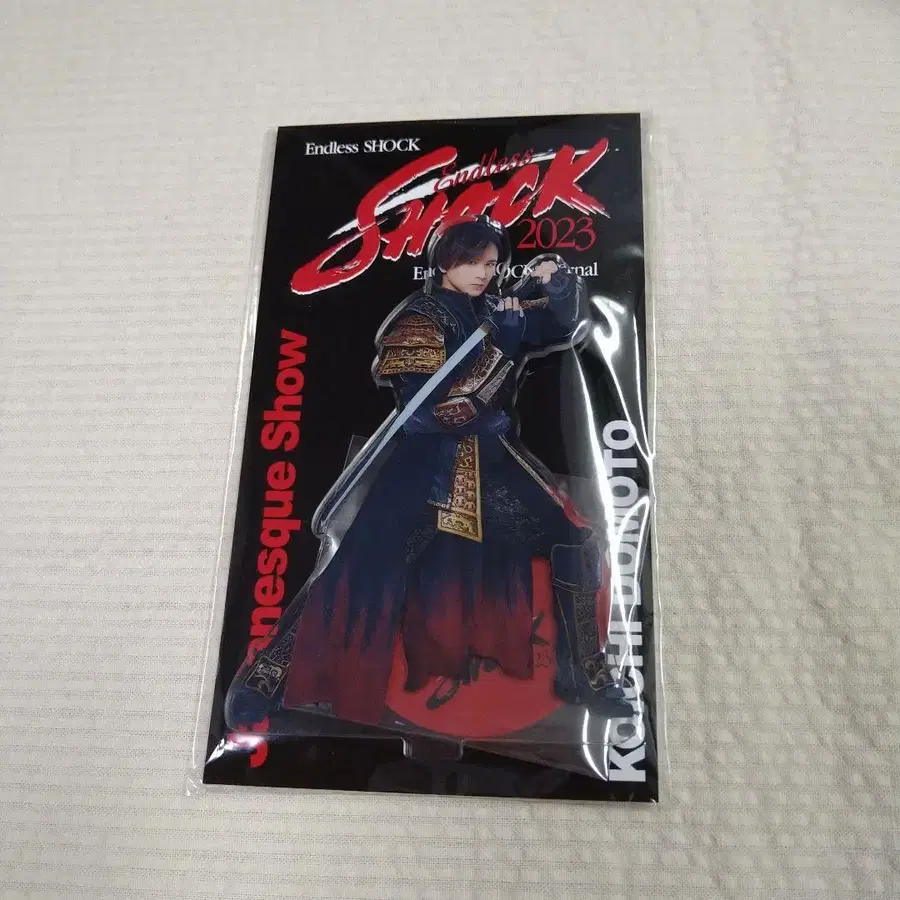 Endless SHOCK
Endless
SHOCK
2023
Japanesque Show
KOICHI DOMOTO